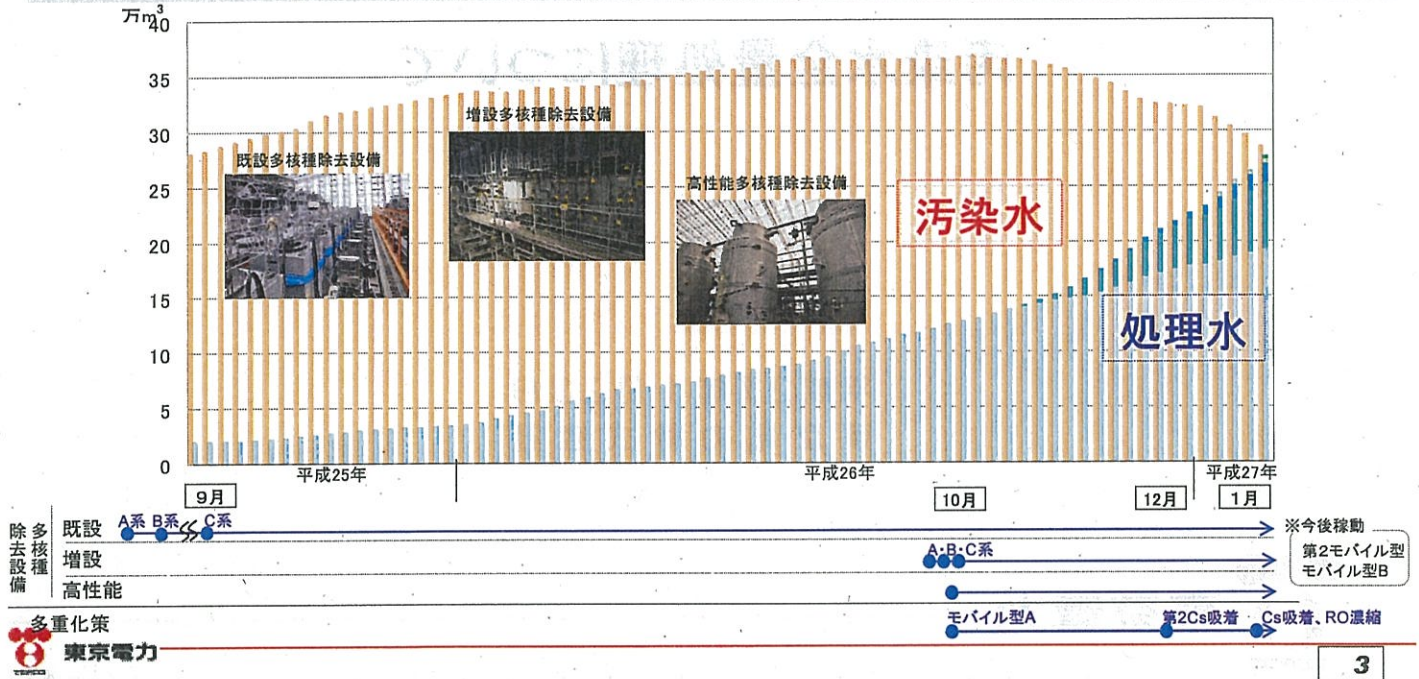 万m³
40
35
30
25
20
15
10
5
0
既設多核種除去設備
増設多核種除去設備
高性能多核種除去設備
汚染水
処理水
平成25年
平成26年
平成27年
9月
10月
12月
1月
多核種除去設備
既設
A系 B系 C系
増設
A・B・C系
高性能
※今後稼動
第2モバイル型
モバイル型B
多重化策
モバイル型A
第2Cs吸着
Cs吸着、RO濃縮
東京電力
3